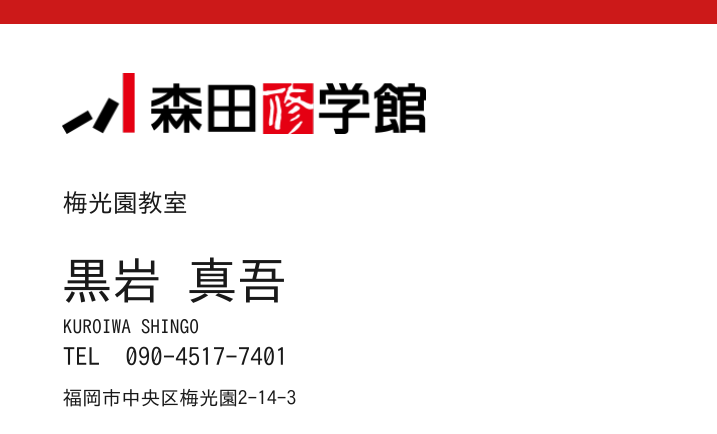 森田修学館
梅光園教室
黒岩 真吾
KUROIWA SHINGO
TEL 090-4517-7401
福岡市中央区梅光園2-14-3